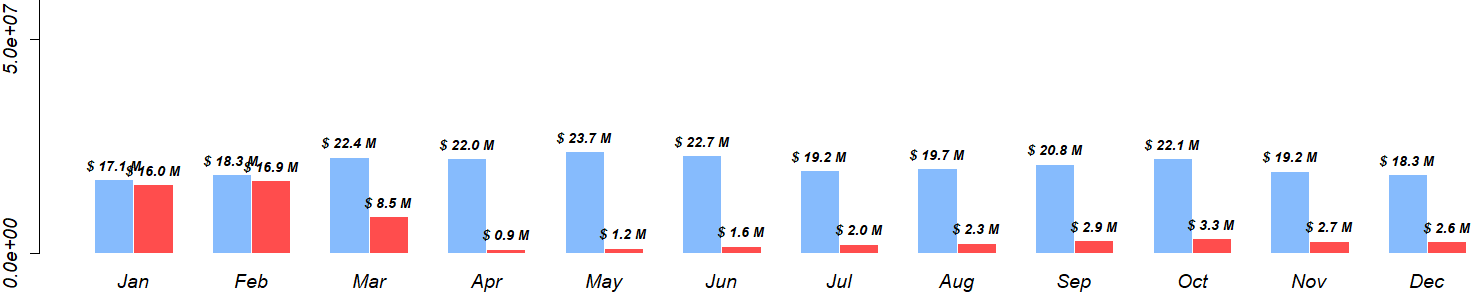 5.0e+07
0.0e+00
$ 17.1 M
$ 16.0 M
$ 18.3 M
$ 16.9 M
$ 22.4 M
$ 8.5 M
$ 22.0 M
$ 0.9 M
$ 23.7 M
$ 1.2 M
$ 22.7 M
$ 1.6 M
$ 19.2 M
$ 2.0 M
$ 19.7 M
$ 2.3 M
$ 20.8 M
$ 2.9 M
$ 22.1 M
$ 3.3 M
$ 19.2 M
$ 2.7 M
$ 18.3 M
$ 2.6 M
Jan Feb Mar Apr May Jun Jul Aug Sep Oct Nov Dec